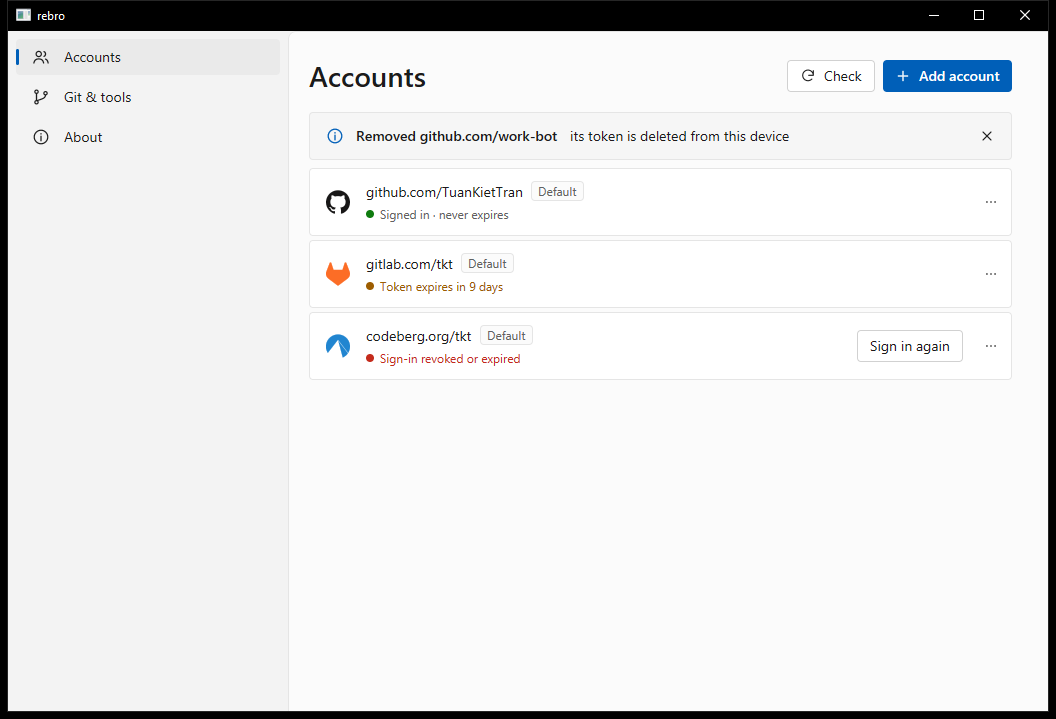 rebro
Accounts
Git & tools
About
Accounts
Check
Add account
Removed github.com/work-bot its token is deleted from this device
github.com/TuanKietTran Default
Signed in · never expires
gitlab.com/tkt Default
Token expires in 9 days
codeberg.org/tkt Default
Sign-in revoked or expired
Sign in again